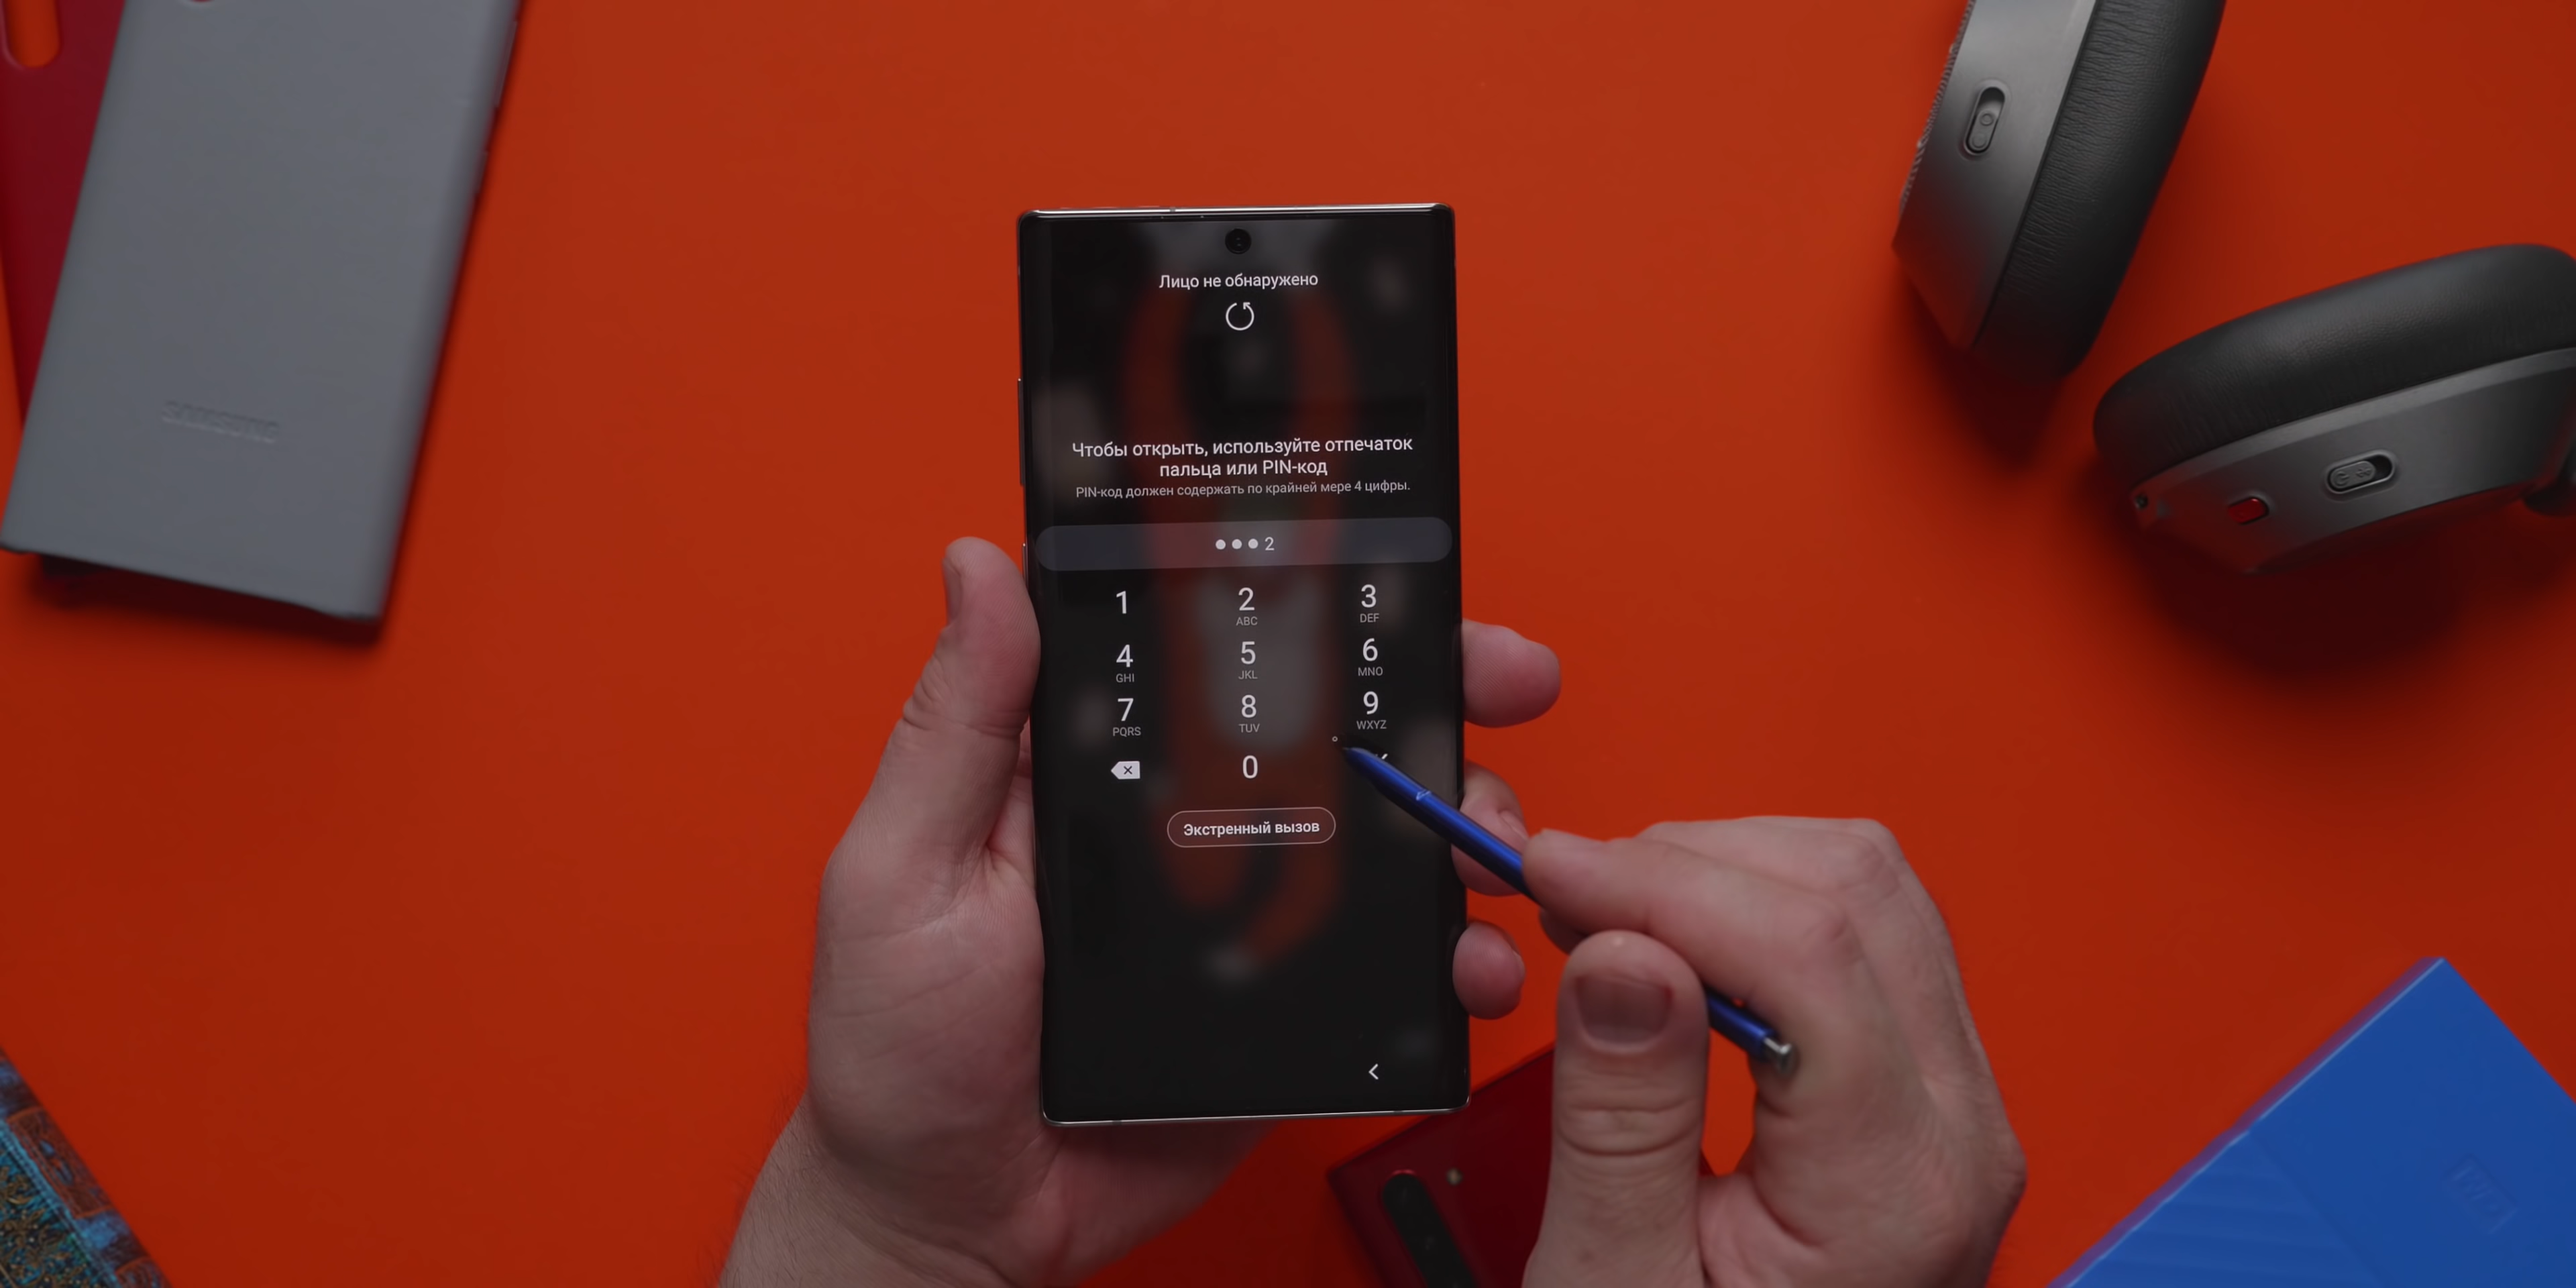 SAMSUNG
Лицо не обнаружено
Чтобы открыть, используйте отпечаток
пальца или PIN-код
PIN-код должен содержать по крайней мере 4 цифры.
●●●2
1 2 3
ABC DEF
4 5 6
GHI JKL MNO
7 8 9
PQRS TUV WXYZ
0
Экстренный вызов
WD